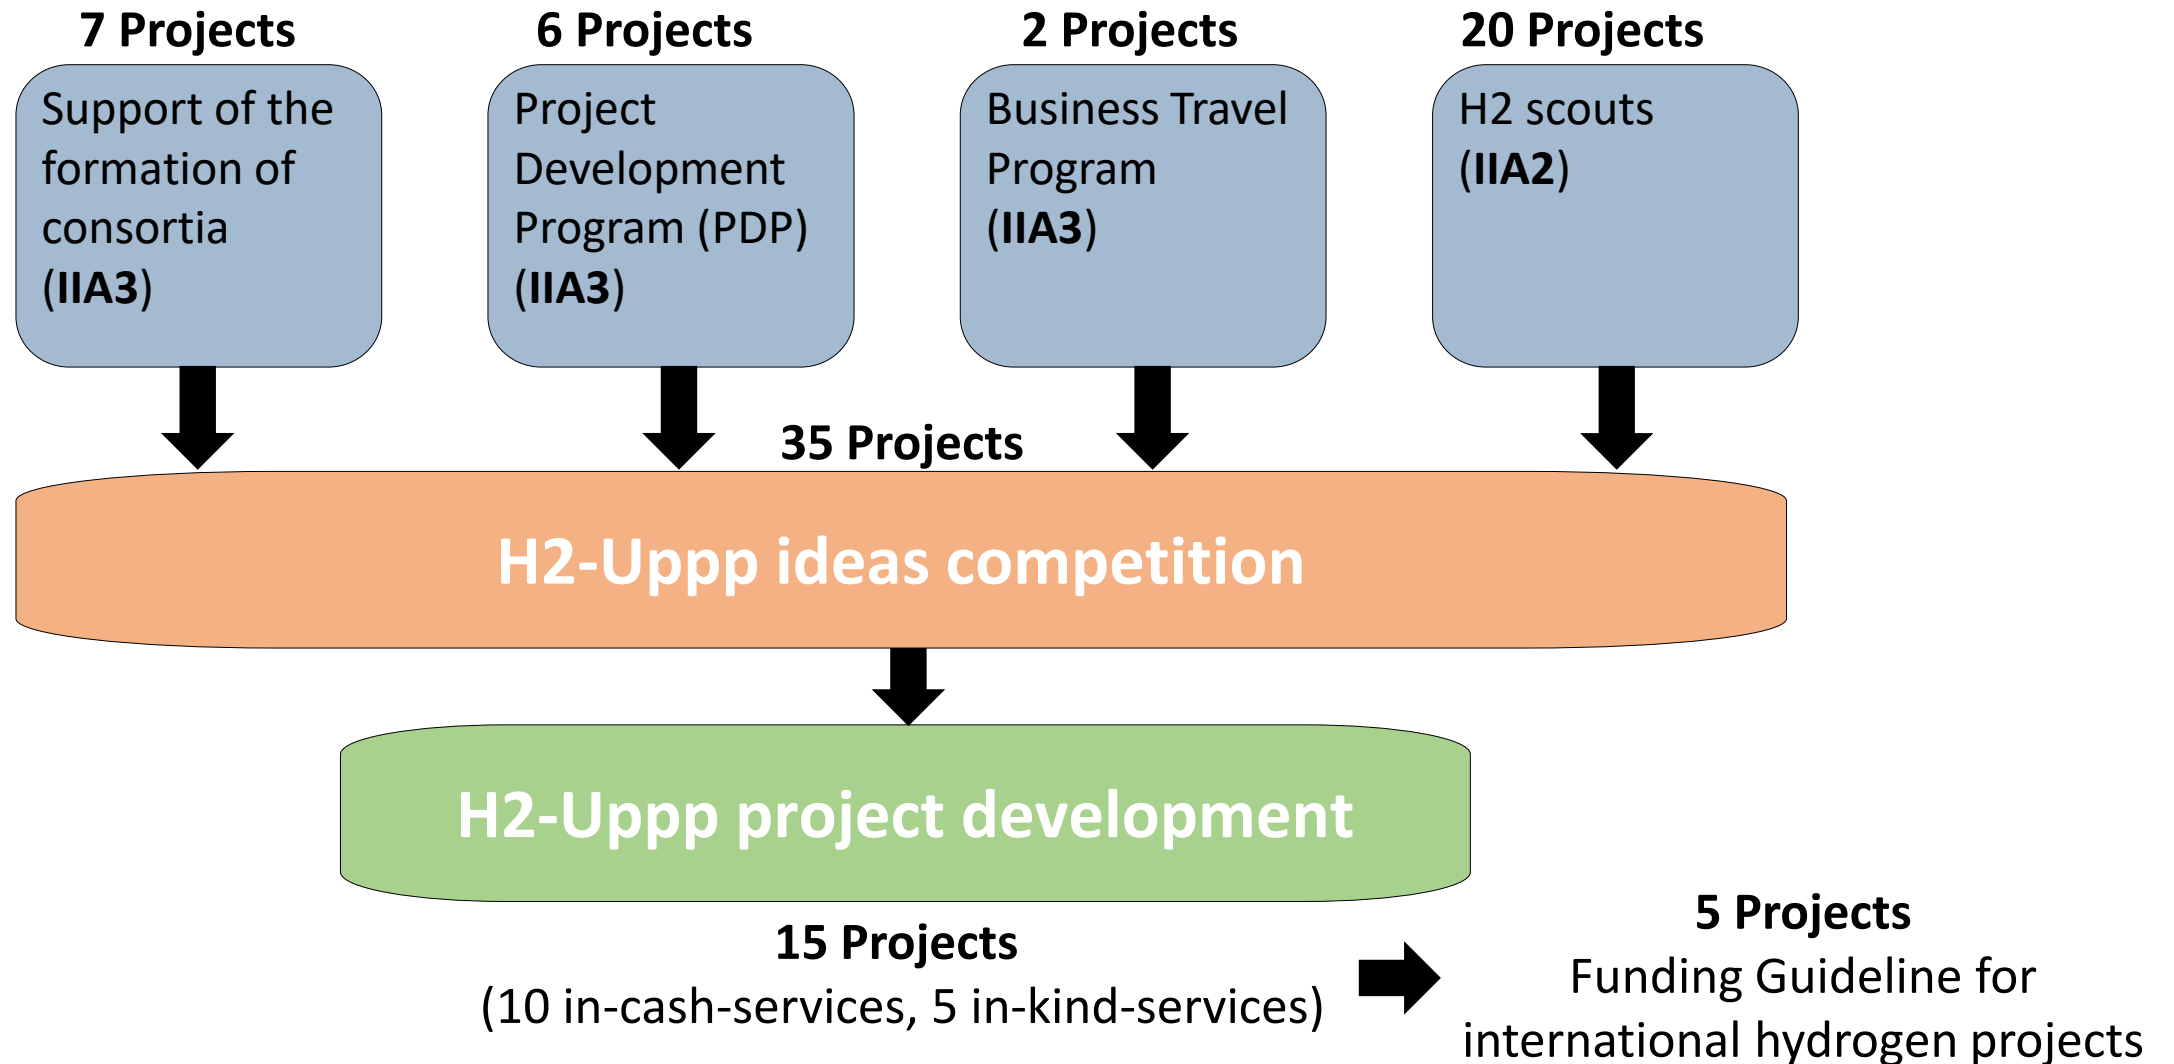 7 Projects
Support of the
formation of
consortia
(IIA3)
6 Projects
Project
Development
Program (PDP)
(IIA3)
2 Projects
Business Travel
Program
(IIA3)
20 Projects
H2 scouts
(IIA2)
35 Projects
H2-Uppp ideas competition
H2-Uppp project development
15 Projects
(10 in-cash-services, 5 in-kind-services)
5 Projects
Funding Guideline for
international hydrogen projects